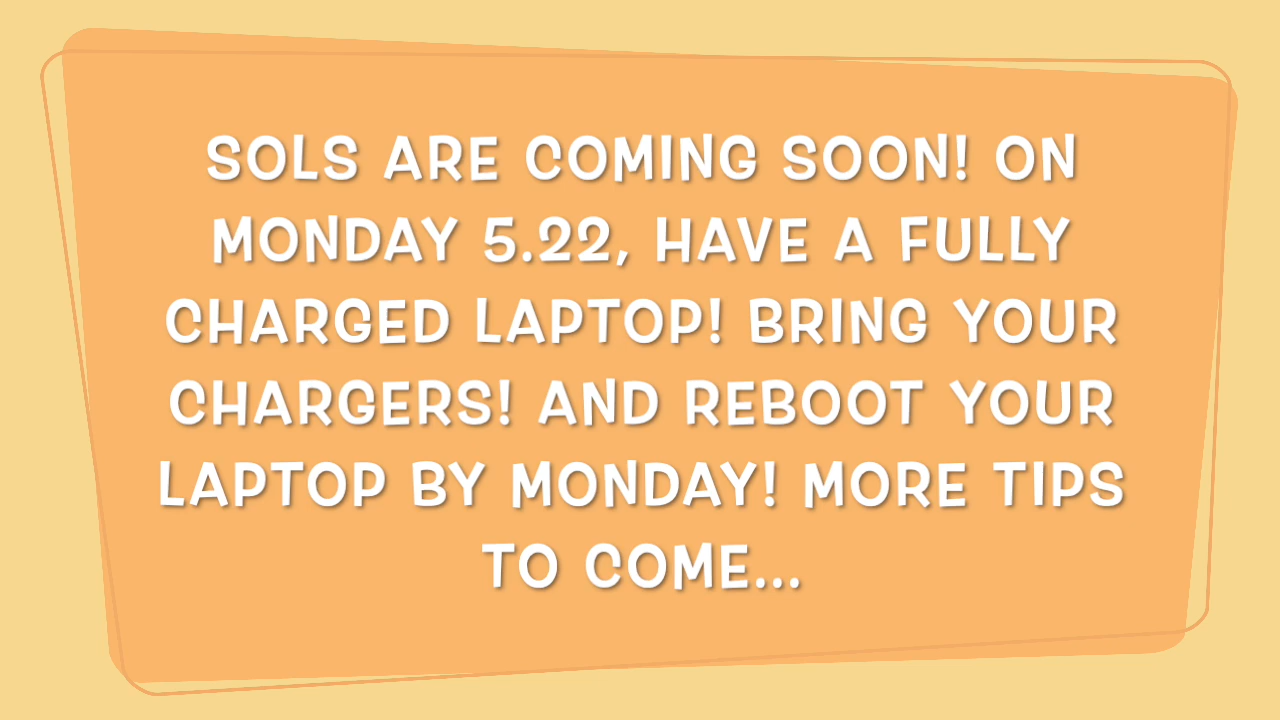 SOLS ARE COMING SOON! ON
MONDAY 5.22, HAVE A FULLY
CHARGED LAPTOP! BRING YOUR
CHARGERS! AND REBOOT YOUR
LAPTOP BY MONDAY! MORE TIPS
TO COME...